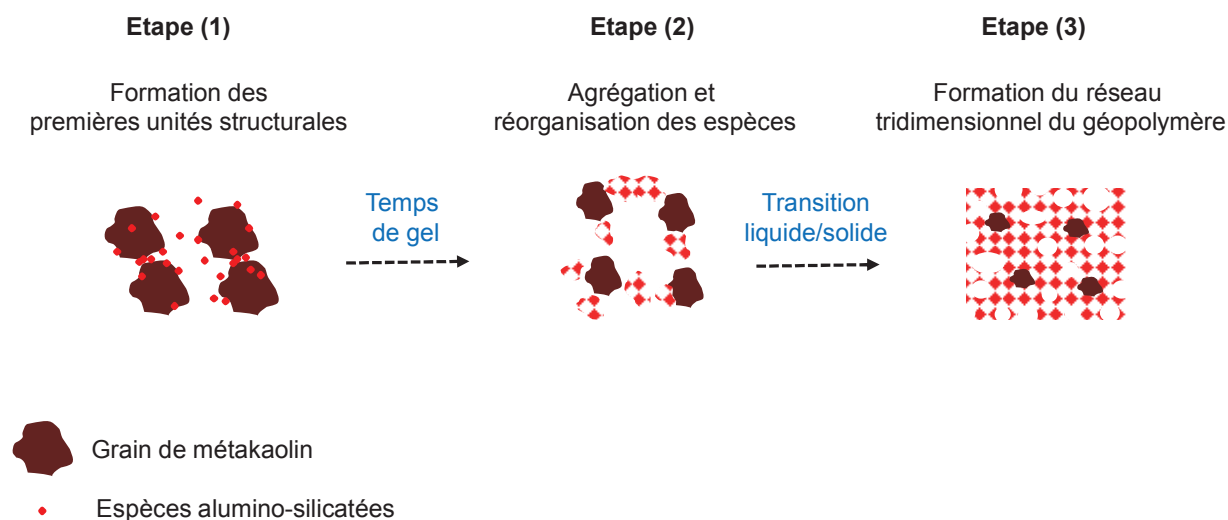 Etape (1)
Etape (2)
Etape (3)
Formation des
premières unités structurales
Agrégation et
réorganisation des espèces
Formation du réseau
tridimensionnel du géopolymère
Temps
de gel
Transition
liquide/solide
Grain de métakaolin
Espèces alumino-silicatées